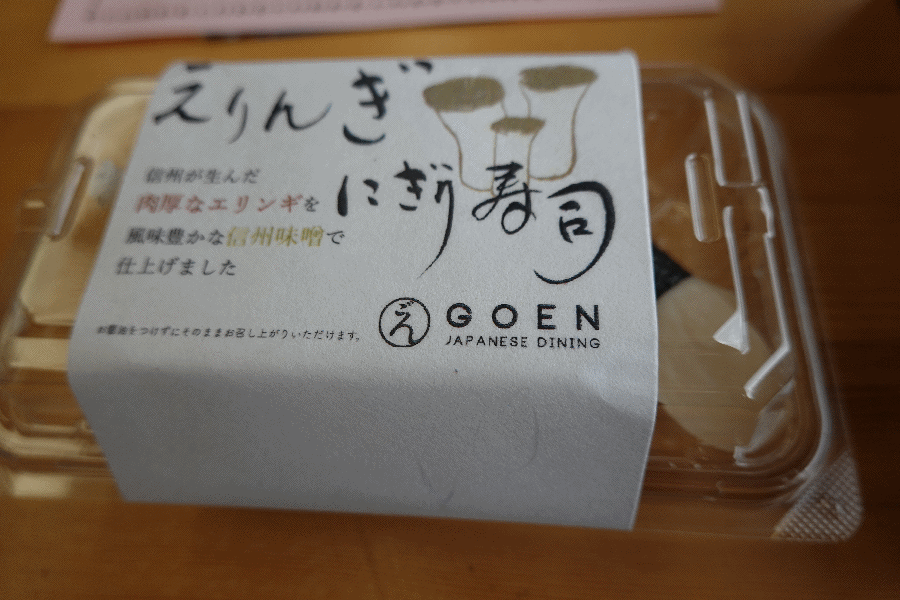 えりんぎ
にぎり寿司
信州が生んだ
肉厚なエリンギを
風味豊かな信州味噌で
仕上げました
お醤油をつけずにそのままお召し上がりいただけます。
ごえん
GOEN
JAPANESE DINING